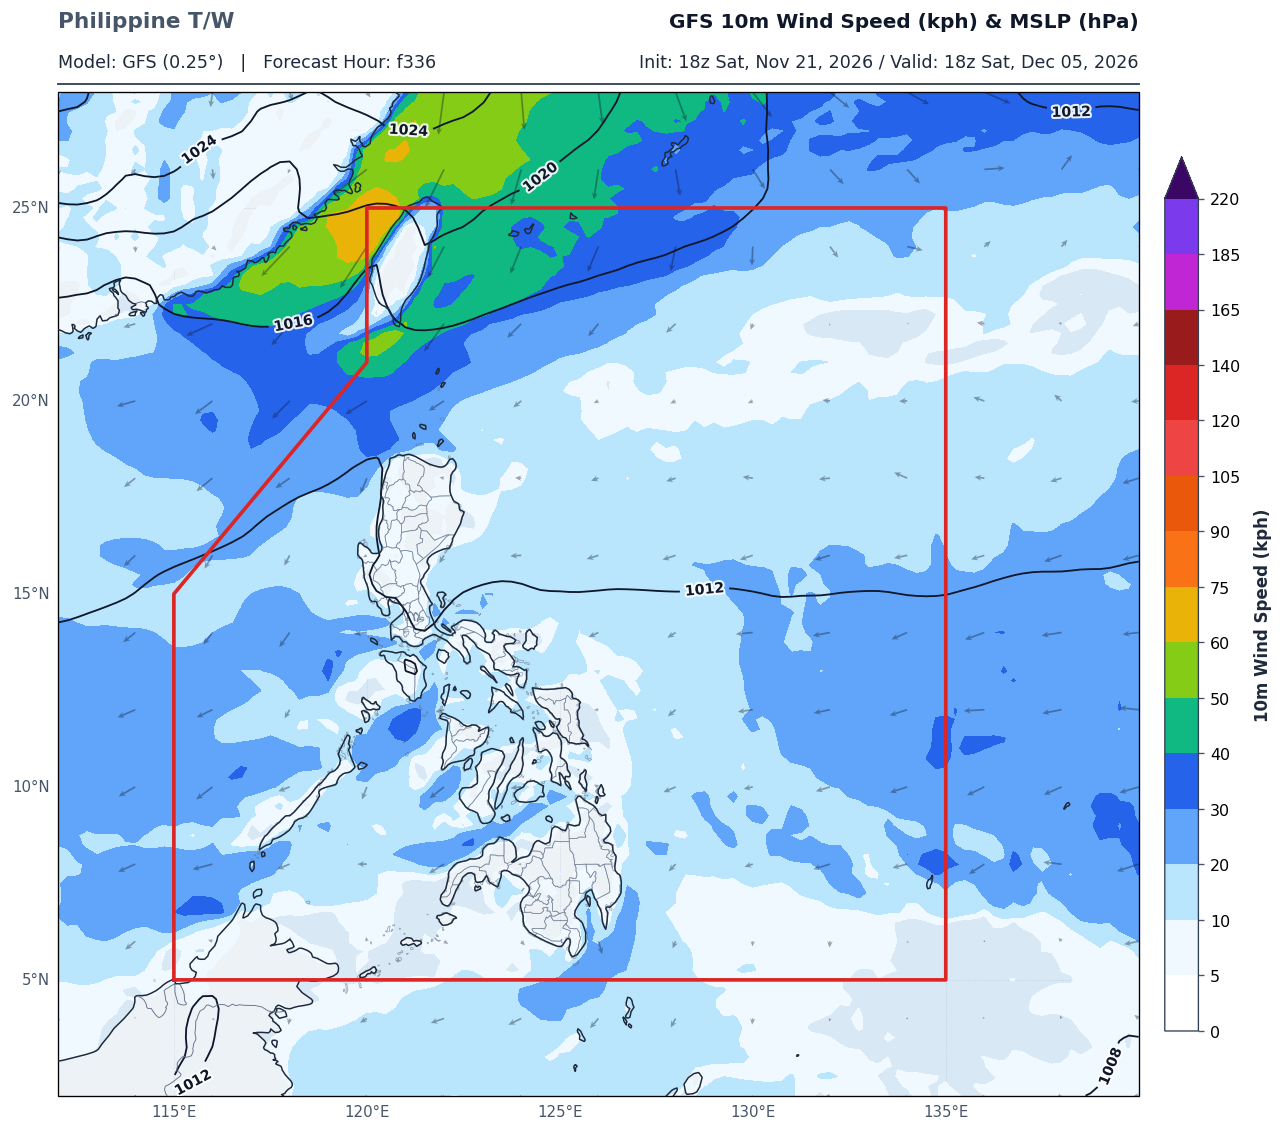 Philippine T/W
GFS 10m Wind Speed (kph) & MSLP (hPa)
Model: GFS (0.25°) | Forecast Hour: f336
Init: 18z Sat, Nov 21, 2026 / Valid: 18z Sat, Dec 05, 2026
1012
1024
1024
1020
220
25°N
185
165
1016
140
20°N
120
105
90
15°N
1012
75
60
50
10m Wind Speed (kph)
40
10°N
30
20
10
5°N
5
0
1008
1012
115°E
120°E
125°E
130°E
135°E